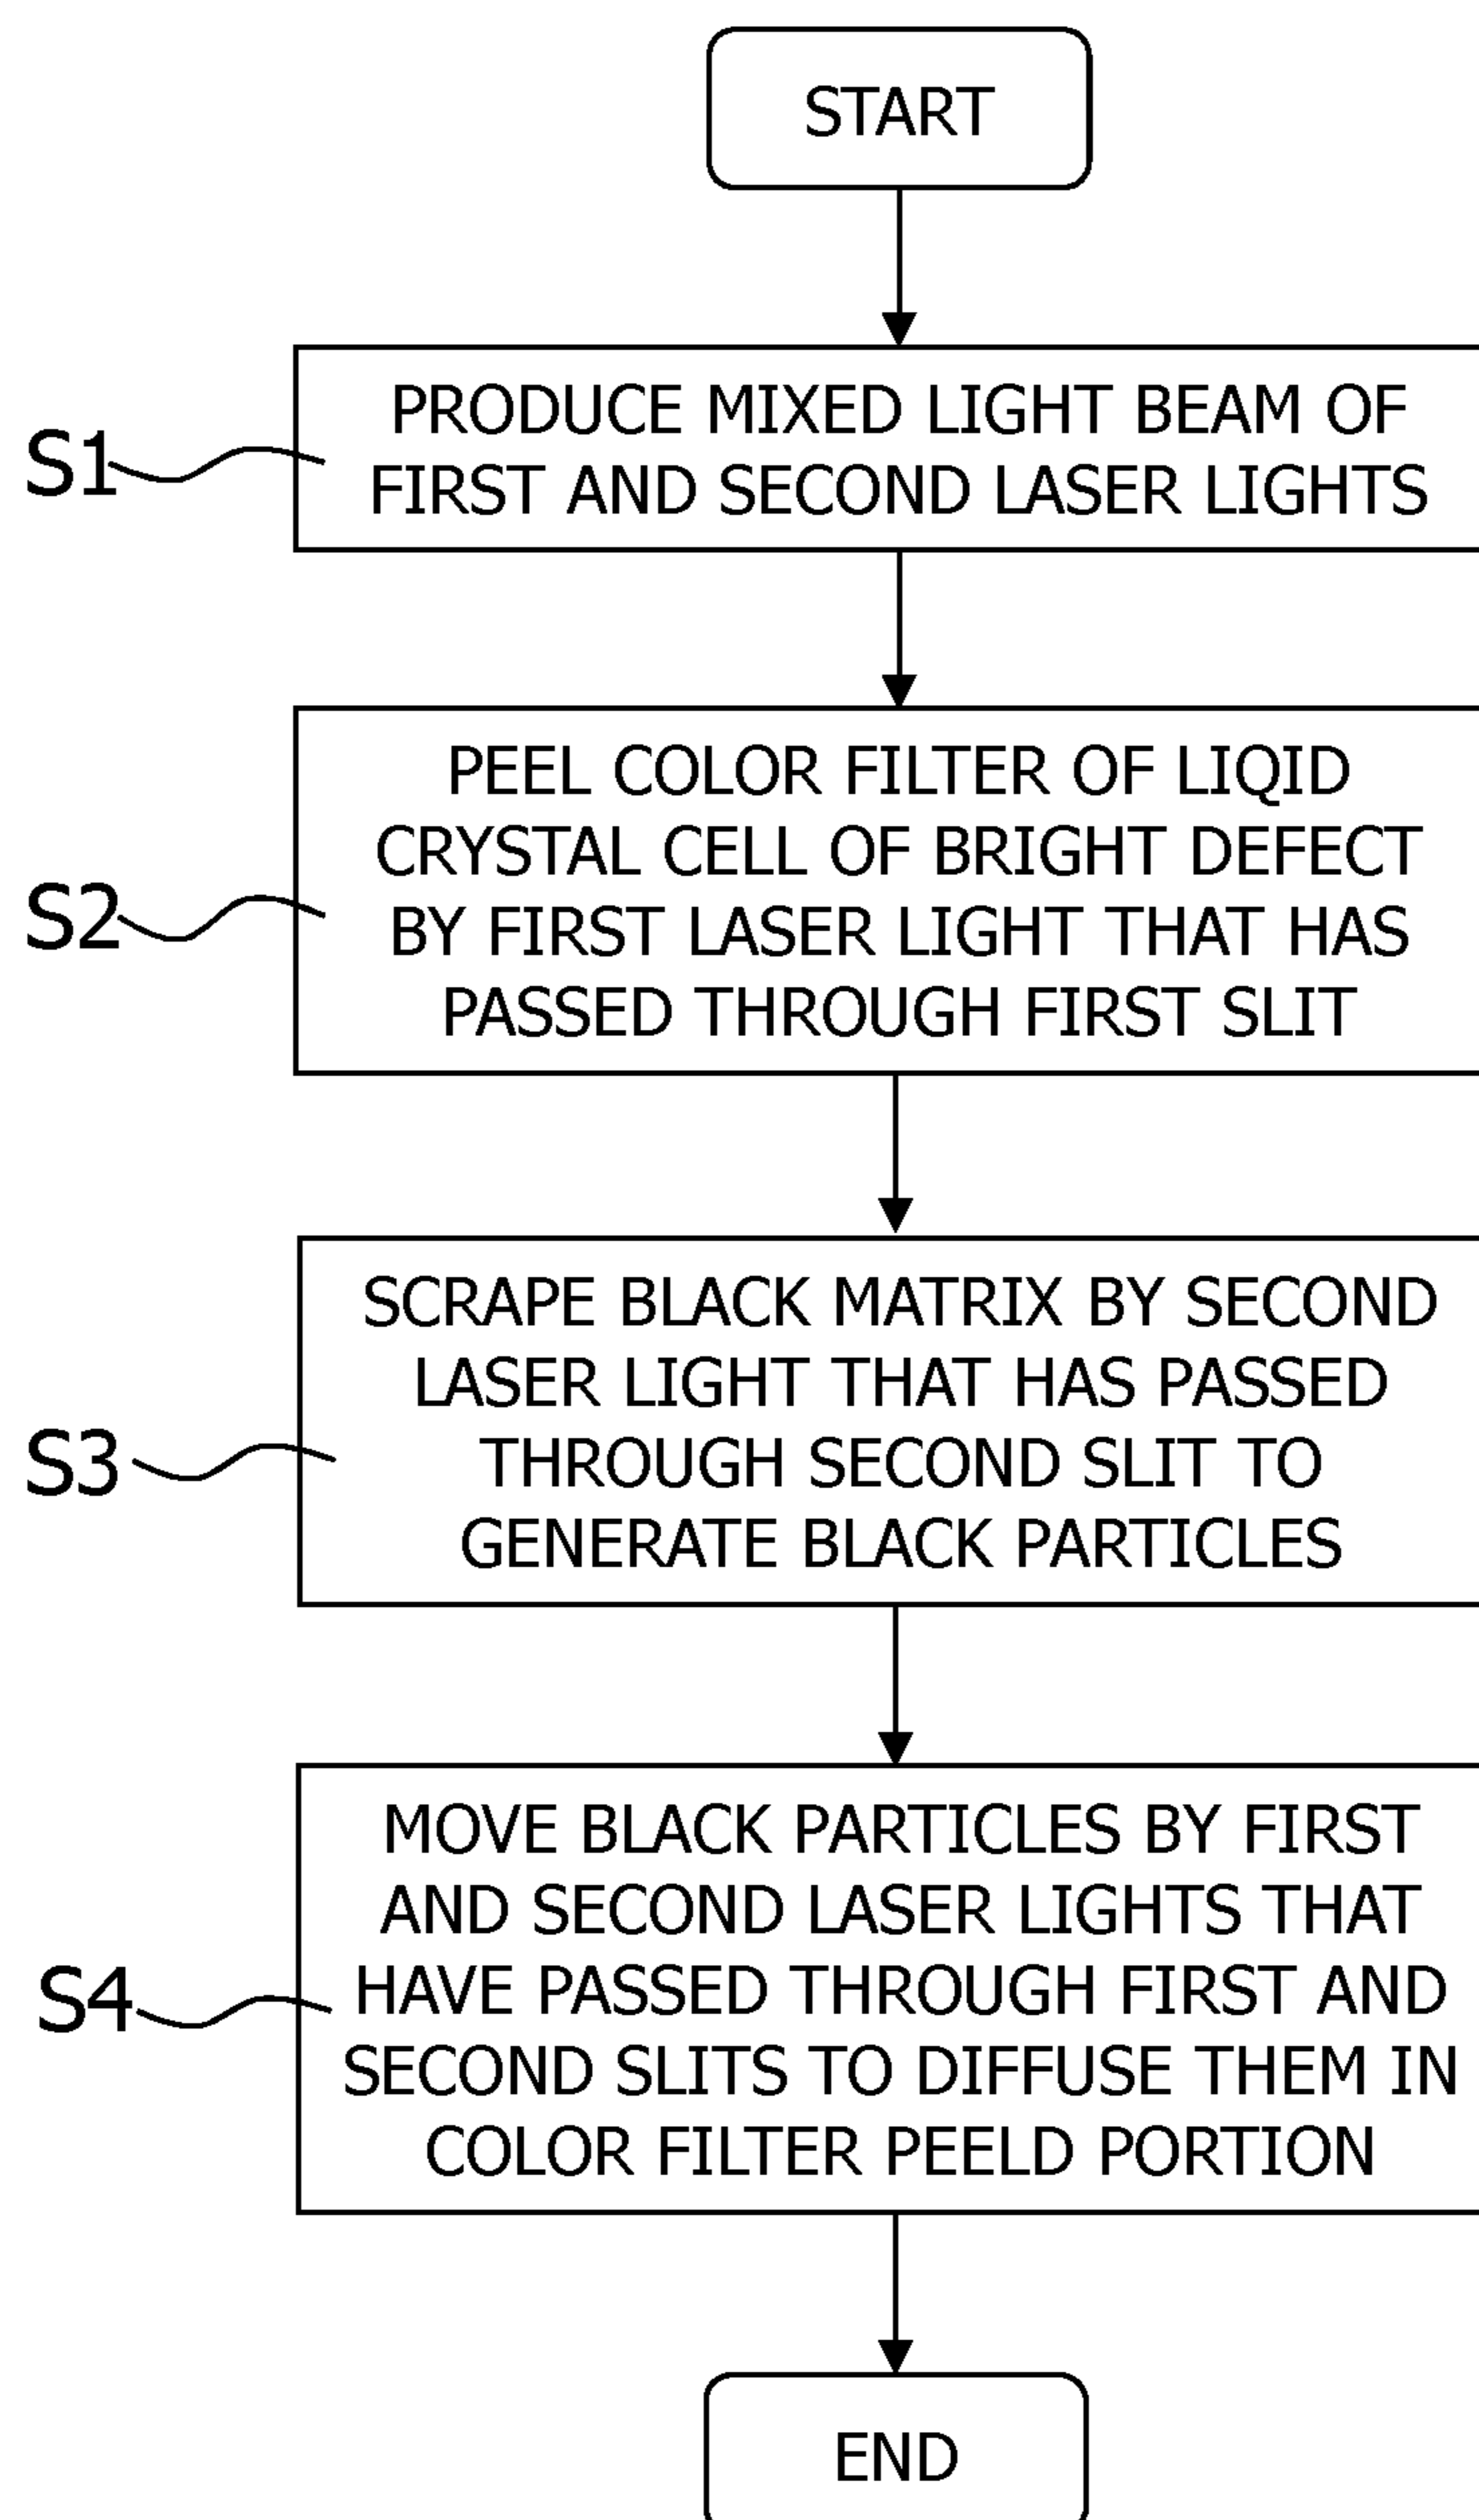 START
S1
PRODUCE MIXED LIGHT BEAM OF
FIRST AND SECOND LASER LIGHTS
S2
PEEL COLOR FILTER OF LIQID
CRYSTAL CELL OF BRIGHT DEFECT
BY FIRST LASER LIGHT THAT HAS
PASSED THROUGH FIRST SLIT
S3
SCRAPE BLACK MATRIX BY SECOND
LASER LIGHT THAT HAS PASSED
THROUGH SECOND SLIT TO
GENERATE BLACK PARTICLES
S4
MOVE BLACK PARTICLES BY FIRST
AND SECOND LASER LIGHTS THAT
HAVE PASSED THROUGH FIRST AND
SECOND SLITS TO DIFFUSE THEM IN
COLOR FILTER PEELD PORTION
END